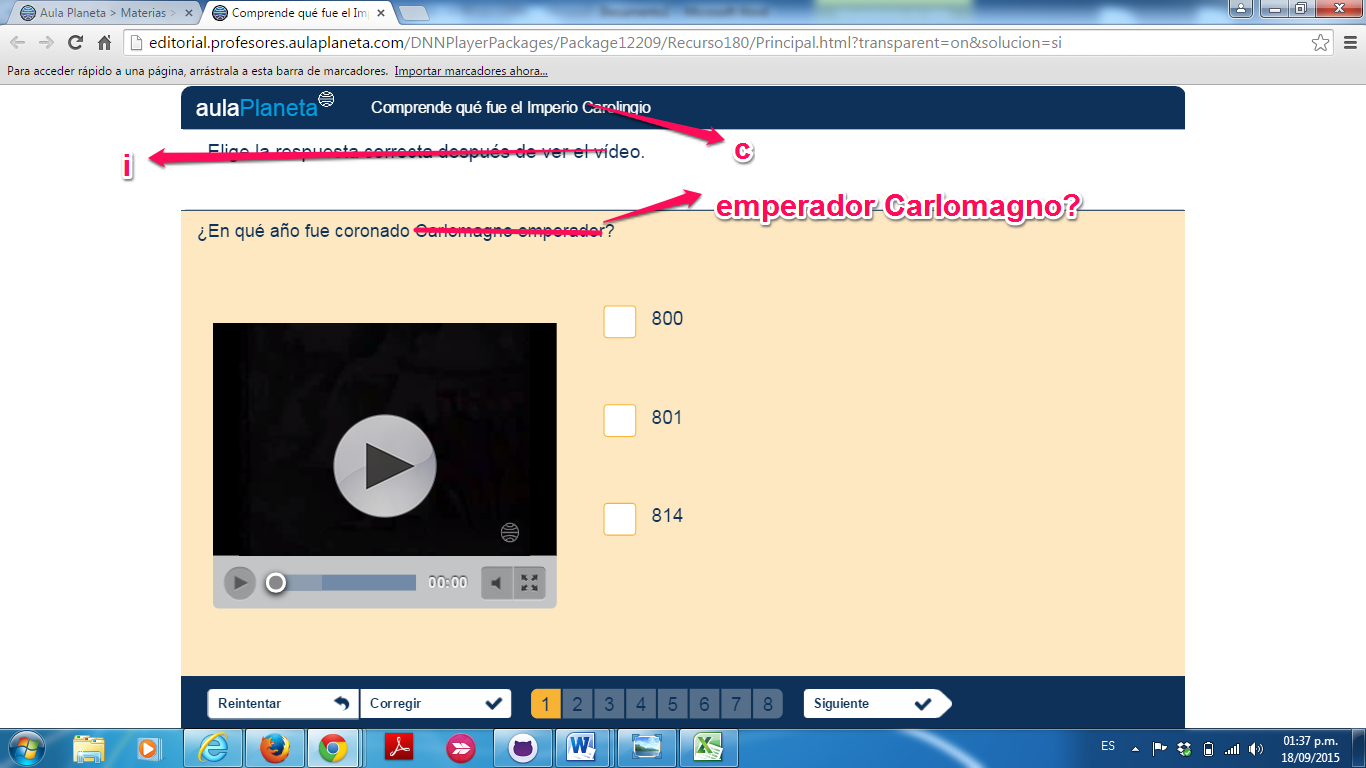 Aula Planeta > Materias >
Comprende qué fue el Imp
Documento2 - Microsoft Word
editorial.profesores.aulaplaneta.com/DNNPlayerPackages/Package12209/Recurso180/Principal.html?transparent=on&solucion=si
Para acceder rápido a una página, arrástrala a esta barra de marcadores. Importar marcadores ahora...
aulaPlaneta Comprende qué fue el Imperio Carolingio
c
Elige la respuesta correcta después de ver el vídeo.
i
emperador Carlomagno?
¿En qué año fue coronado Carlomagno emperador?
800
801
814
00:00
Reintentar Corregir 1 2 3 4 5 6 7 8 Siguiente
ES 01:37 p.m.
18/09/2015